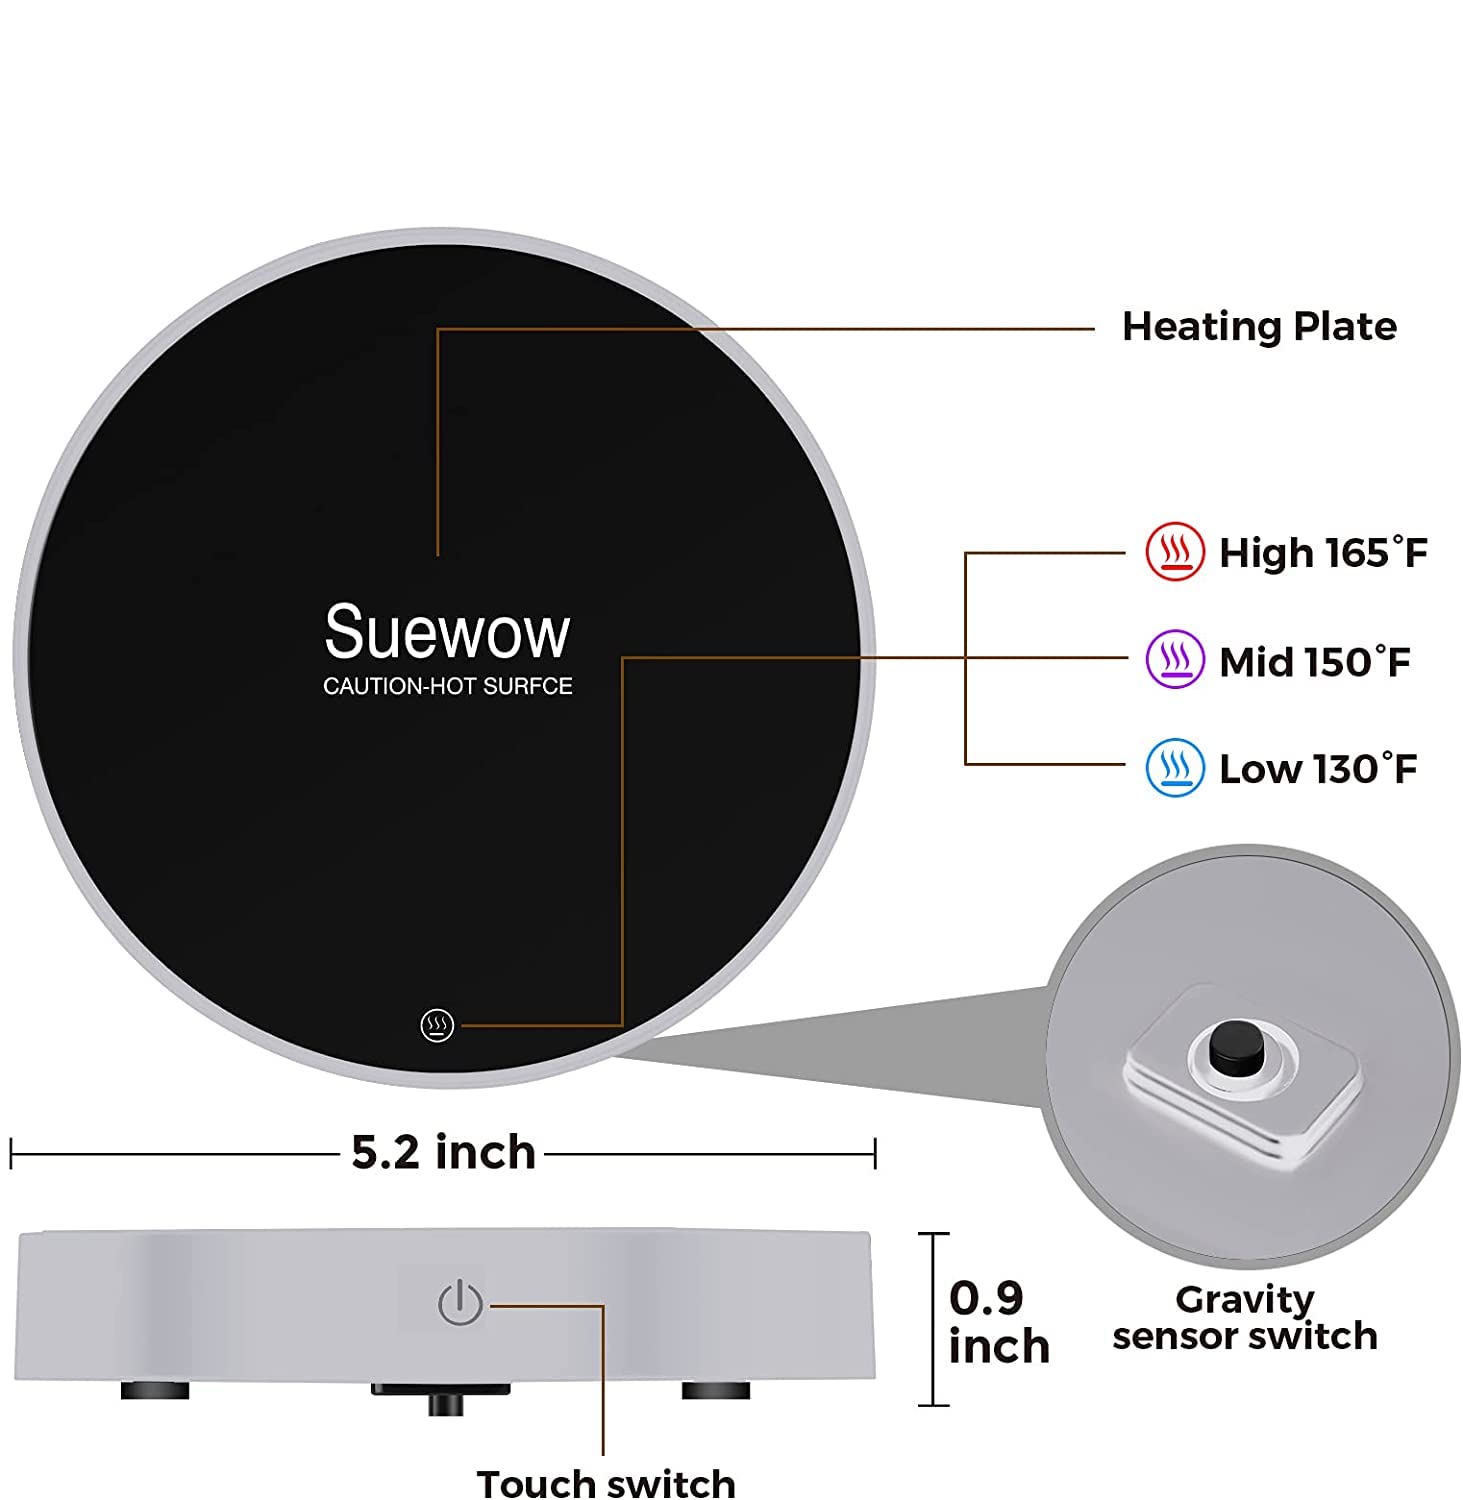 Heating Plate
High 165°F
Suewow
CAUTION-HOT SURFCE
Mid 150°F
Low 130°F
5.2 inch
0.9
inch
Gravity
sensor switch
Touch switch